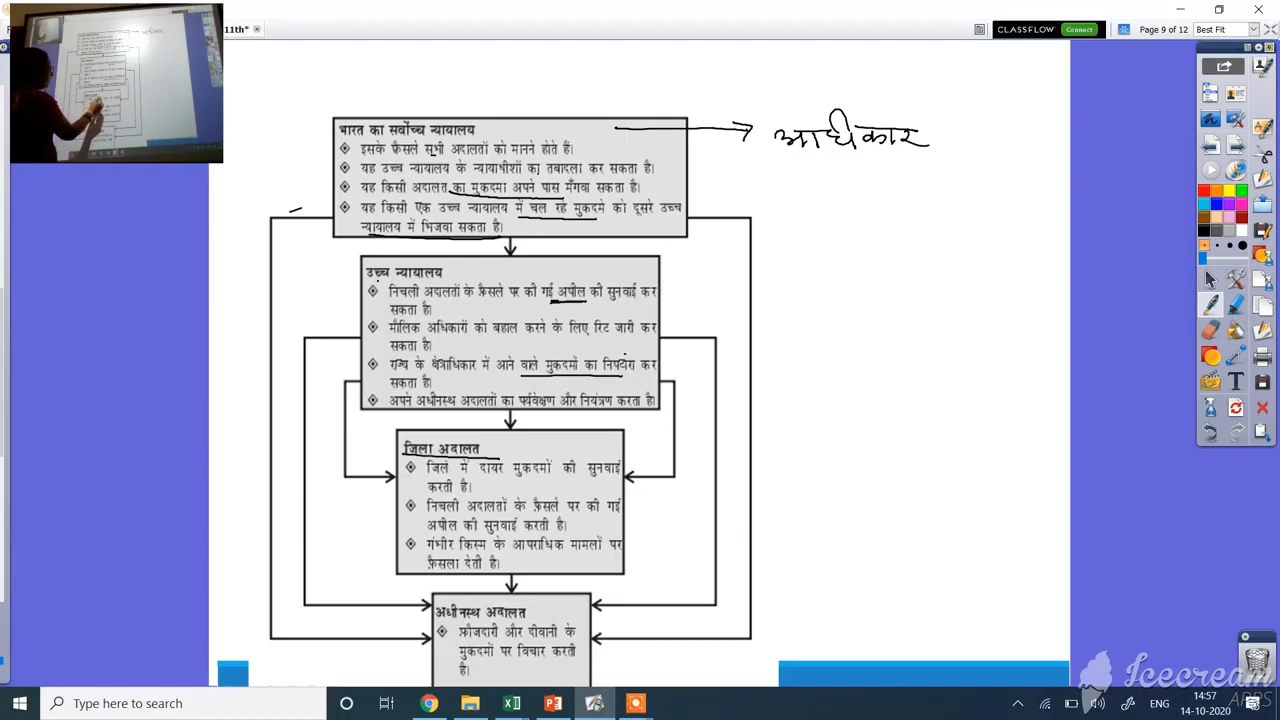 11th*
CLASSFLOW
Connect
Page 9 of 12
Best Fit
भारत का सर्वोच्च न्यायालय
इसके फ़ैसले सभी अदालतों को मानने होते हैं।
यह उच्च न्यायालय के न्यायाधीशों का तबादला कर सकता है।
यह किसी अदालत का मुकदमा अपने पास मँगवा सकता है।
यह किसी एक उच्च न्यायालय में चल रहे मुकदमे को दूसरे उच्च
न्यायालय में भिजवा सकता है।
उच्च न्यायालय
निचली अदालतों के फ़ैसले पर की गई अपील की सुनवाई कर
सकता है।
मौलिक अधिकारों को बहाल करने के लिए रिट जारी कर
सकता है।
राज्य के क्षेत्राधिकार में आने वाले मुकदमों का निपटारा कर
सकता है।
अपने अधीनस्थ अदालतों का पर्यवेक्षण और नियंत्रण करता है।
जिला अदालत
जिले में दायर मुकदमों की सुनवाई
करती है।
निचली अदालतों के फ़ैसले पर की गई
अपील की सुनवाई करती है।
गंभीर किस्म के आपराधिक मामलों पर
फ़ैसला देती है।
अधीनस्थ अदालत
फ़ौजदारी और दीवानी के
मुकदमों पर विचार करती
है।
Icecream
APPS
Type here to search
ENG
14:57
14-10-2020